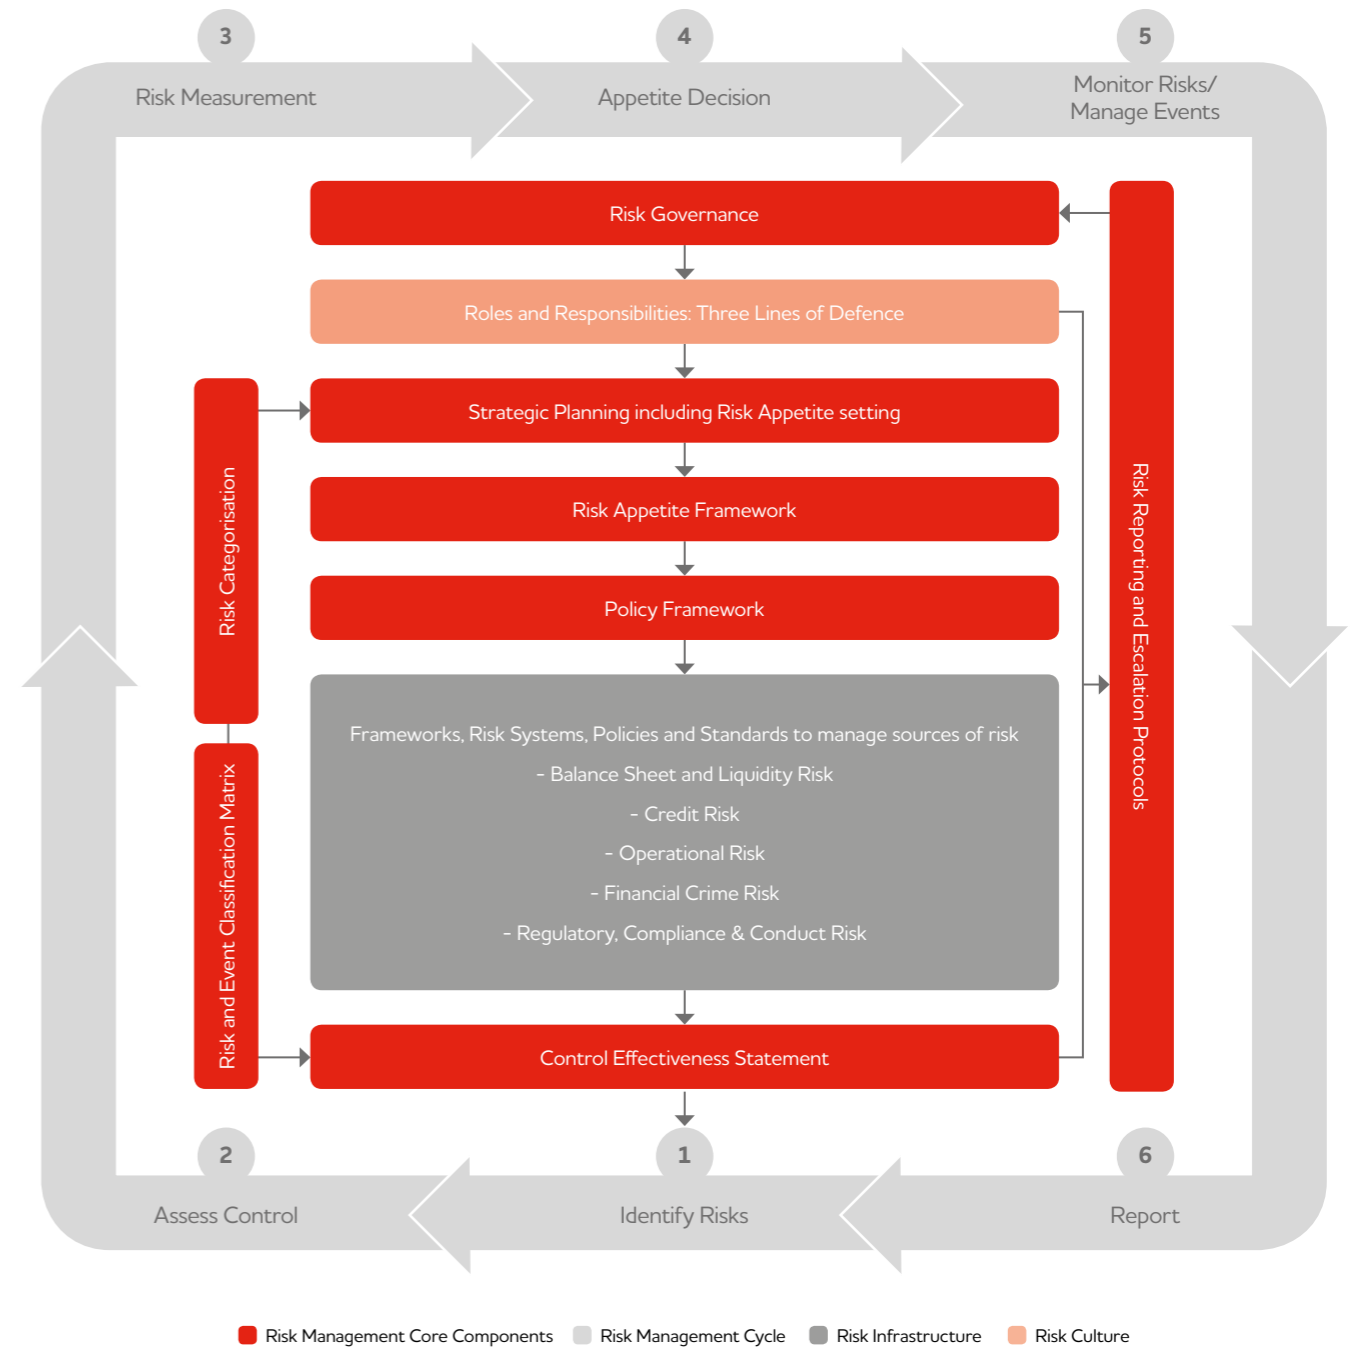 3
4
5
Risk Measurement
Appetite Decision
Monitor Risks/
Manage Events
Risk Governance
Roles and Responsibilities: Three Lines of Defence
Strategic Planning including Risk Appetite setting
Risk Appetite Framework
Policy Framework
Risk Categorisation
Risk and Event Classification Matrix
Frameworks, Risk Systems, Policies and Standards to manage sources of risk
- Balance Sheet and Liquidity Risk
- Credit Risk
- Operational Risk
- Financial Crime Risk
- Regulatory, Compliance & Conduct Risk
Control Effectiveness Statement
Risk Reporting and Escalation Protocols
2
1
6
Assess Control
Identify Risks
Report
Risk Management Core Components
Risk Management Cycle
Risk Infrastructure
Risk Culture